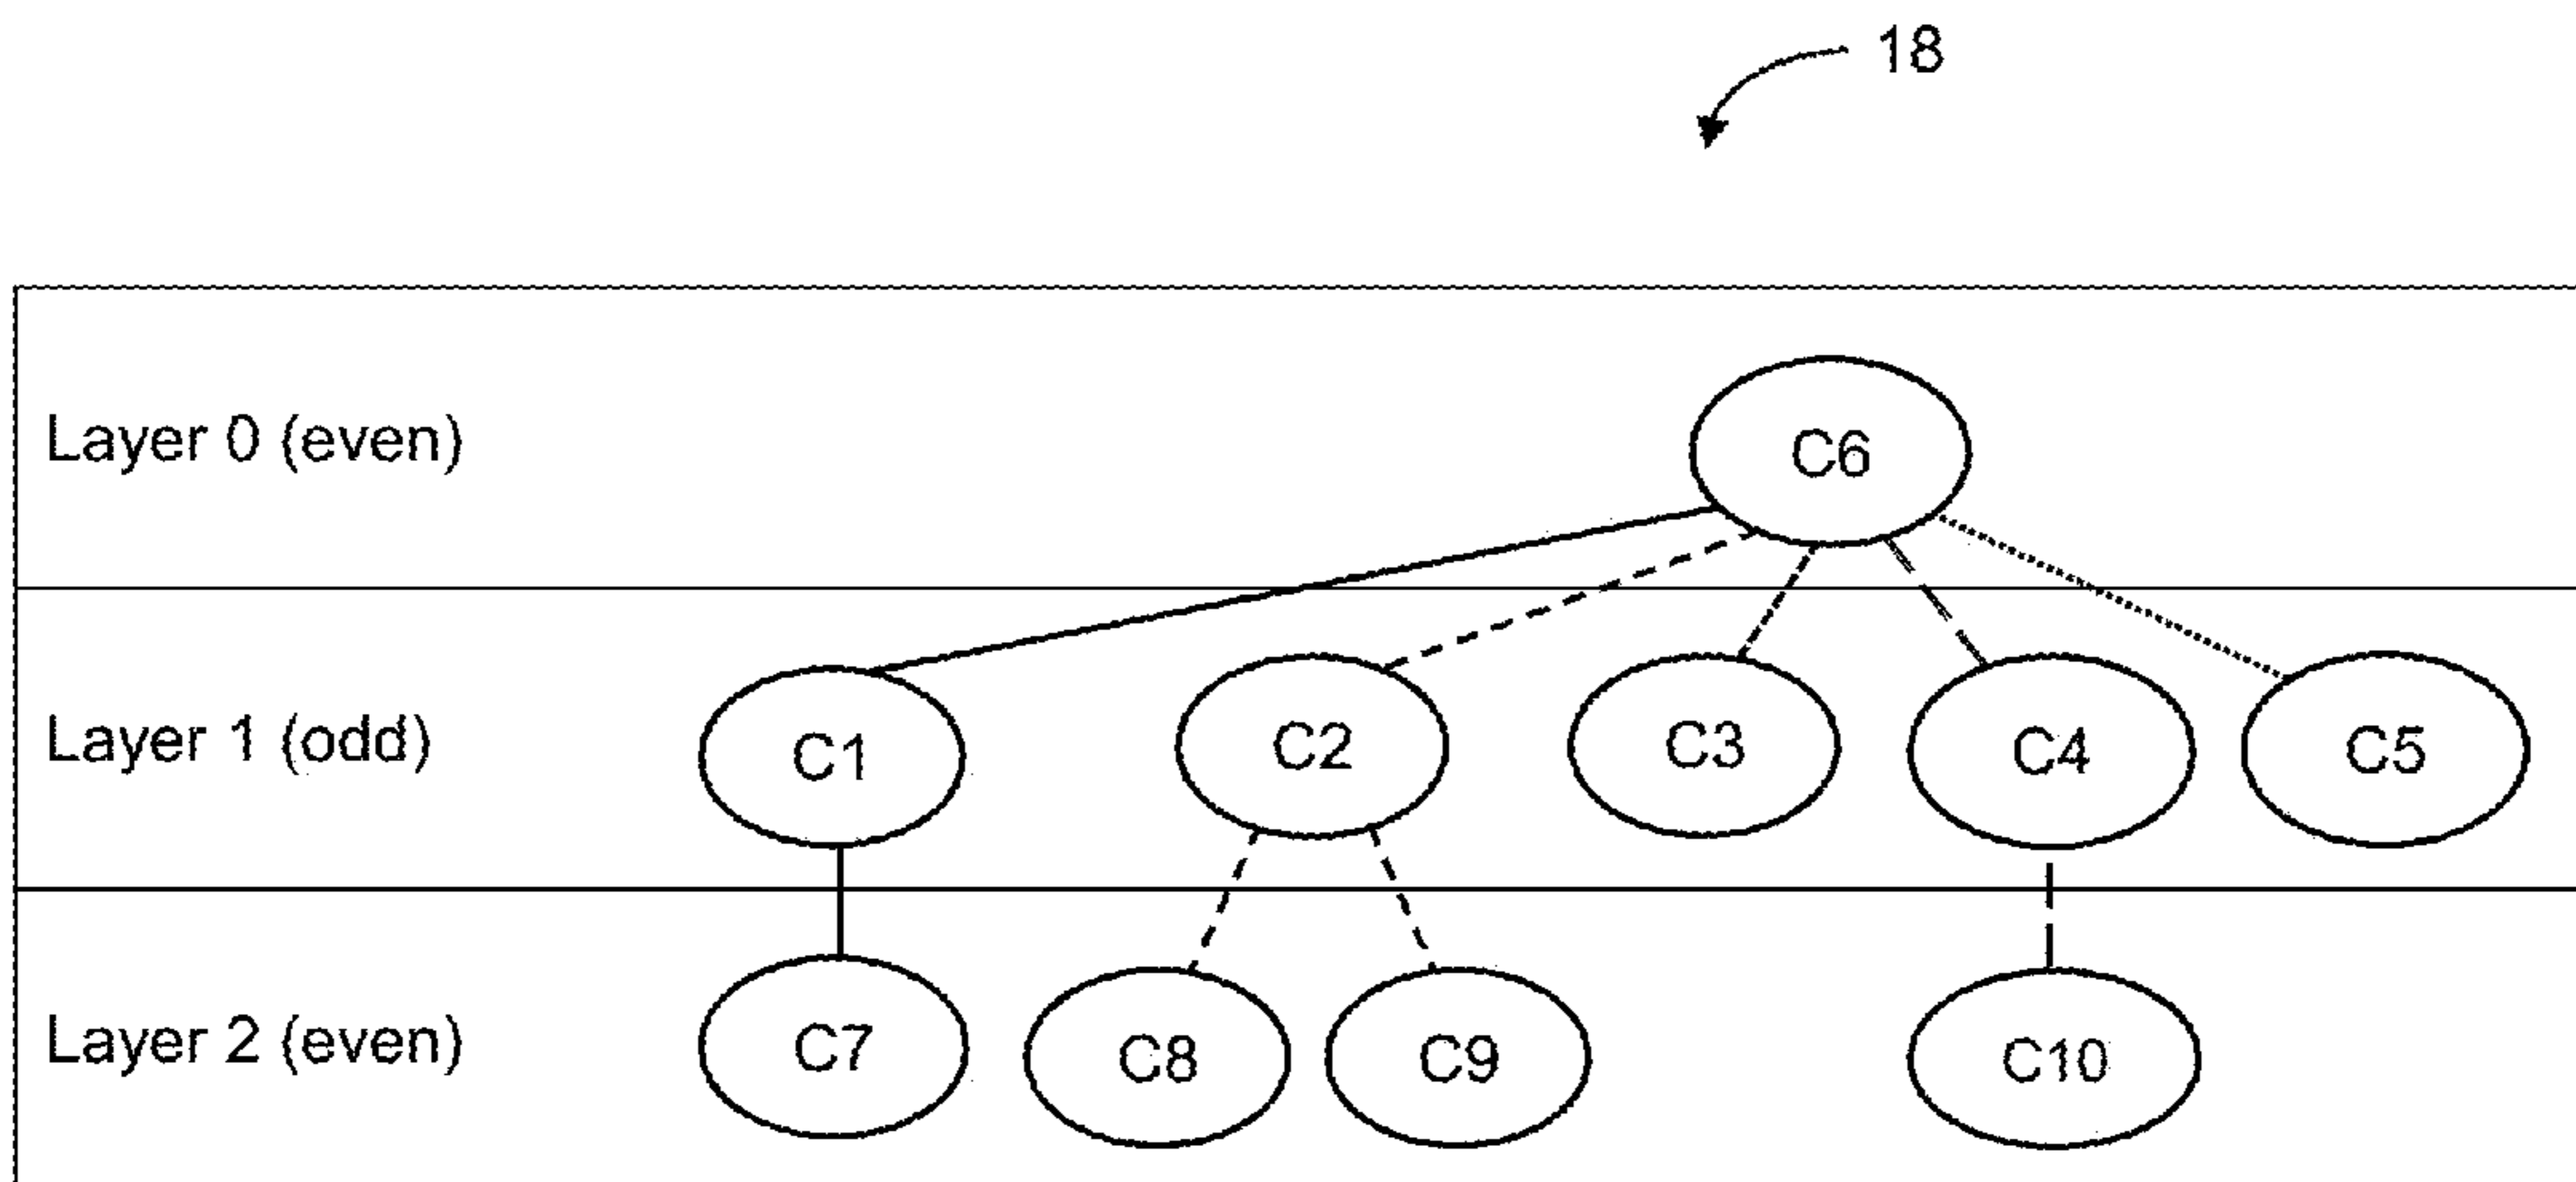 18
Layer 0 (even)
C6
Layer 1 (odd)
C1
C2
C3
C4
C5
Layer 2 (even)
C7
C8
C9
C10